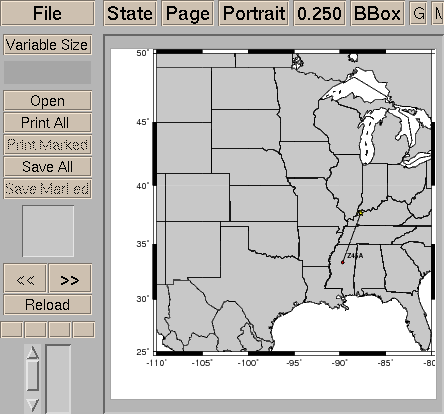 File State Page Portrait 0.250 BBox G M
Variable Size
Open
Print All
Print Marked
Save All
Save Marked
<< >>
Reload
50°
45°
40°
35°
30°
25°
-110° -105° -100° -95° -90° -85° -80